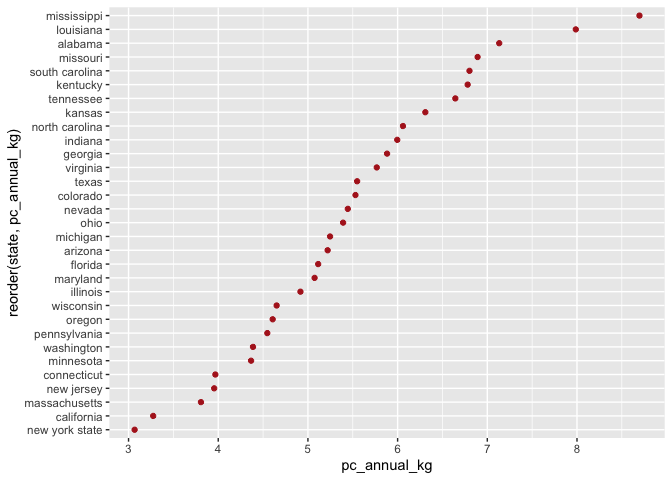 mississippi
louisiana
alabama
missouri
south carolina
kentucky
tennessee
kansas
north carolina
indiana
georgia
virginia
texas
colorado
nevada
ohio
michigan
arizona
florida
maryland
illinois
wisconsin
oregon
pennsylvania
washington
minnesota
connecticut
new jersey
massachusetts
california
new york state
reorder(state, pc_annual_kg)
3 4 5 6 7 8
pc_annual_kg